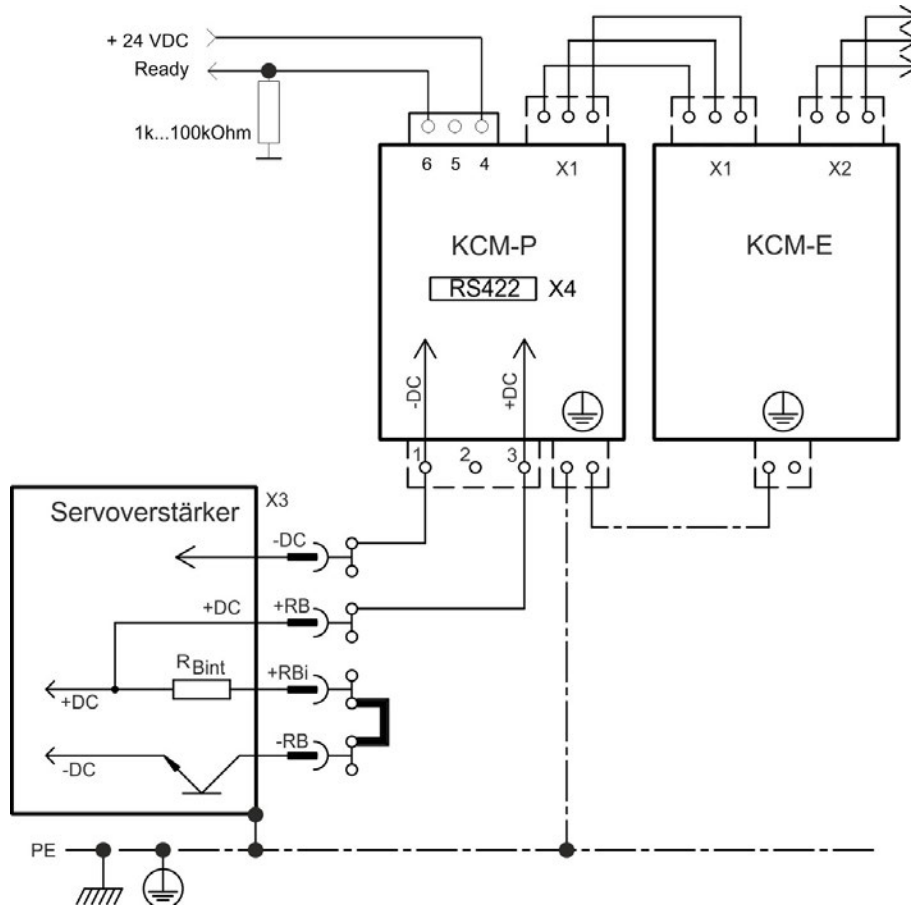 + 24 VDC
Ready
1k...100kOhm
6 5 4
X1
X1
X2
KCM-P
KCM-E
RS422 X4
-DC
+DC
1 2 3
Servoverstärker
X3
-DC
+DC
+RB
RBint
+RBi
+DC
-RB
-DC
PE